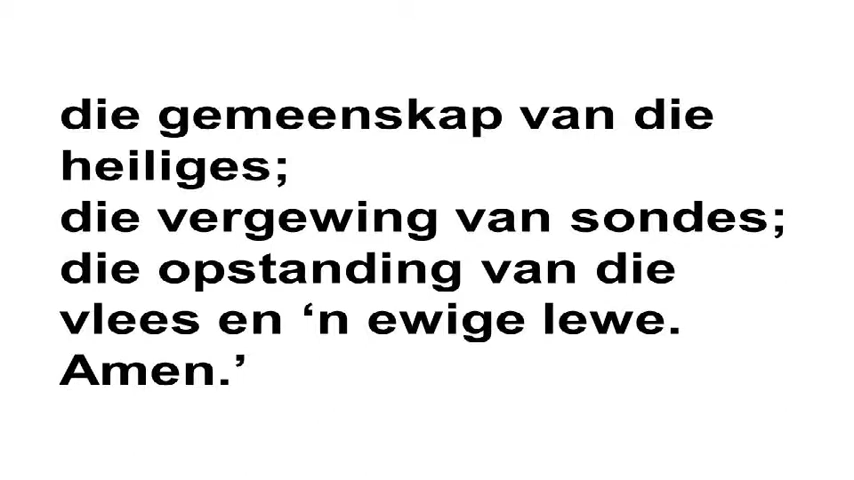 die gemeenskap van die
heiliges;
die vergewing van sondes;
die opstanding van die
vlees en ‘n ewige lewe.
Amen.’